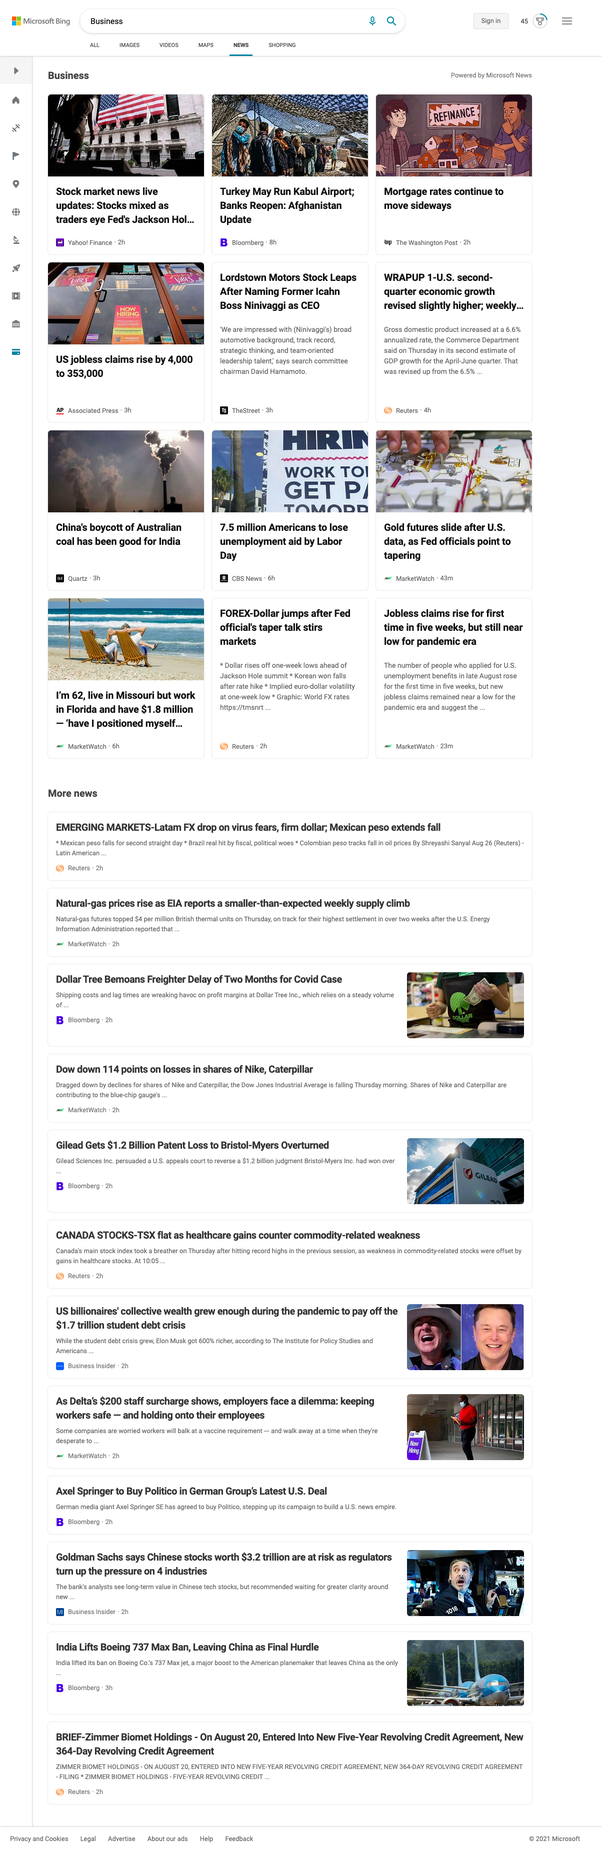 Microsoft Bing
Business
Sign in
45
ALL
IMAGES
VIDEOS
MAPS
NEWS
SHOPPING
Business
Powered by Microsoft News
Stock market news live
updates: Stocks mixed as
traders eye Fed's Jackson Hol...
Yahoo! Finance · 2h
Turkey May Run Kabul Airport;
Banks Reopen: Afghanistan
Update
Bloomberg · 8h
REFINANCE
Mortgage rates continue to
move sideways
The Washington Post · 2h
NOW
HIRING
US jobless claims rise by 4,000
to 353,000
AP
Associated Press · 3h
Lordstown Motors Stock Leaps
After Naming Former Icahn
Boss Ninivaggi as CEO
'We are impressed with (Ninivaggi's) broad
automotive background, track record,
strategic thinking, and team-oriented
leadership talent,' says search committee
chairman David Hamamoto.
TheStreet · 3h
WRAPUP 1-U.S. second-
quarter economic growth
revised slightly higher; weekly...
Gross domestic product increased at a 6.6%
annualized rate, the Commerce Department
said on Thursday in its second estimate of
GDP growth for the April-June quarter. That
was revised up from the 6.5% ...
Reuters · 4h
China's boycott of Australian
coal has been good for India
Quartz · 3h
HIRIN
WORK TO
GET PA
TOMORR
7.5 million Americans to lose
unemployment aid by Labor
Day
CBS News · 6h
Gold futures slide after U.S.
data, as Fed officials point to
tapering
MarketWatch · 43m
I'm 62, live in Missouri but work
in Florida and have $1.8 million
— 'have I positioned myself...
MarketWatch · 6h
FOREX-Dollar jumps after Fed
official's taper talk stirs
markets
* Dollar rises off one-week lows ahead of
Jackson Hole summit * Korean won falls
after rate hike * Implied euro-dollar volatility
at one-week low * Graphic: World FX rates
https://tmsnrt ...
Reuters · 2h
Jobless claims rise for first
time in five weeks, but still near
low for pandemic era
The number of people who applied for U.S.
unemployment benefits in late August rose
for the first time in five weeks, but new
jobless claims remained near a low for the
pandemic era and suggest the ...
MarketWatch · 23m
More news
EMERGING MARKETS-Latam FX drop on virus fears, firm dollar; Mexican peso extends fall
* Mexican peso falls for second straight day * Brazil real hit by fiscal, political woes * Colombian peso tracks fall in oil prices By Shreyashi Sanyal Aug 26 (Reuters) -
Latin American ...
Reuters · 2h
Natural-gas prices rise as EIA reports a smaller-than-expected weekly supply climb
Natural-gas futures topped $4 per million British thermal units on Thursday, on track for their highest settlement in over two weeks after the U.S. Energy
Information Administration reported that ...
MarketWatch · 2h
Dollar Tree Bemoans Freighter Delay of Two Months for Covid Case
Shipping costs and lag times are wreaking havoc on profit margins at Dollar Tree Inc., which relies on a steady volume
of ...
Bloomberg · 2h
Dow down 114 points on losses in shares of Nike, Caterpillar
Dragged down by declines for shares of Nike and Caterpillar, the Dow Jones Industrial Average is falling Thursday morning. Shares of Nike and Caterpillar are
contributing to the blue-chip gauge's ...
MarketWatch · 2h
Gilead Gets $1.2 Billion Patent Loss to Bristol-Myers Overturned
Gilead Sciences Inc. persuaded a U.S. appeals court to reverse a $1.2 billion judgment Bristol-Myers Inc. had won over
...
Bloomberg · 2h
GILEAD
CANADA STOCKS-TSX flat as healthcare gains counter commodity-related weakness
Canada's main stock index took a breather on Thursday after hitting record highs in the previous session, as weakness in commodity-related stocks were offset by
gains in healthcare stocks. At 10:05 ...
Reuters · 2h
US billionaires' collective wealth grew enough during the pandemic to pay off the
$1.7 trillion student debt crisis
While the student debt crisis grew, Elon Musk got 600% richer, according to The Institute for Policy Studies and
Americans ...
Business Insider · 2h
As Delta's $200 staff surcharge shows, employers face a dilemma: keeping
workers safe — and holding onto their employees
Some companies are worried workers will balk at a vaccine requirement — and walk away at a time when they're
desperate to ...
MarketWatch · 2h
Now
Hiring
Axel Springer to Buy Politico in German Group's Latest U.S. Deal
German media giant Axel Springer SE has agreed to buy Politico, stepping up its campaign to build a U.S. news empire.
Bloomberg · 2h
Goldman Sachs says Chinese stocks worth $3.2 trillion are at risk as regulators
turn up the pressure on 4 industries
The bank's analysts see long-term value in Chinese tech stocks, but recommended waiting for greater clarity around
new ...
Business Insider · 2h
1018
India Lifts Boeing 737 Max Ban, Leaving China as Final Hurdle
India lifted its ban on Boeing Co.'s 737 Max jet, a major boost to the American planemaker that leaves China as the only
...
Bloomberg · 3h
BRIEF-Zimmer Biomet Holdings - On August 20, Entered Into New Five-Year Revolving Credit Agreement, New
364-Day Revolving Credit Agreement
ZIMMER BIOMET HOLDINGS - ON AUGUST 20, ENTERED INTO NEW FIVE-YEAR REVOLVING CREDIT AGREEMENT, NEW 364-DAY REVOLVING CREDIT AGREEMENT
- FILING * ZIMMER BIOMET HOLDINGS - FIVE-YEAR REVOLVING CREDIT ...
Reuters · 2h
Privacy and Cookies
Legal
Advertise
About our ads
Help
Feedback
© 2021 Microsoft